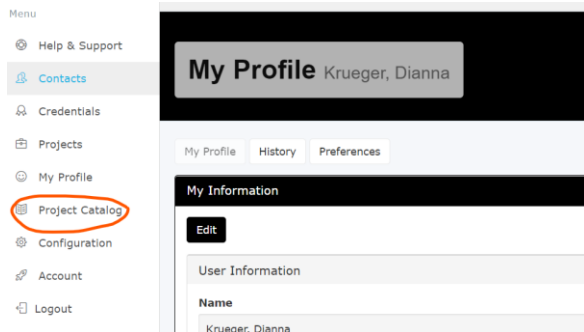 Menu
Help & Support
Contacts
Credentials
Projects
My Profile
Project Catalog
Configuration
Account
Logout
My Profile Krueger, Dianna
My Profile History Preferences
My Information
Edit
User Information
Name
Krueger, Dianna